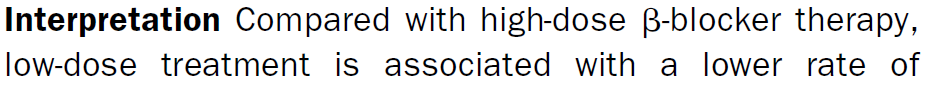 Interpretation Compared with high-dose β-blocker therapy,
low-dose treatment is associated with a lower rate of